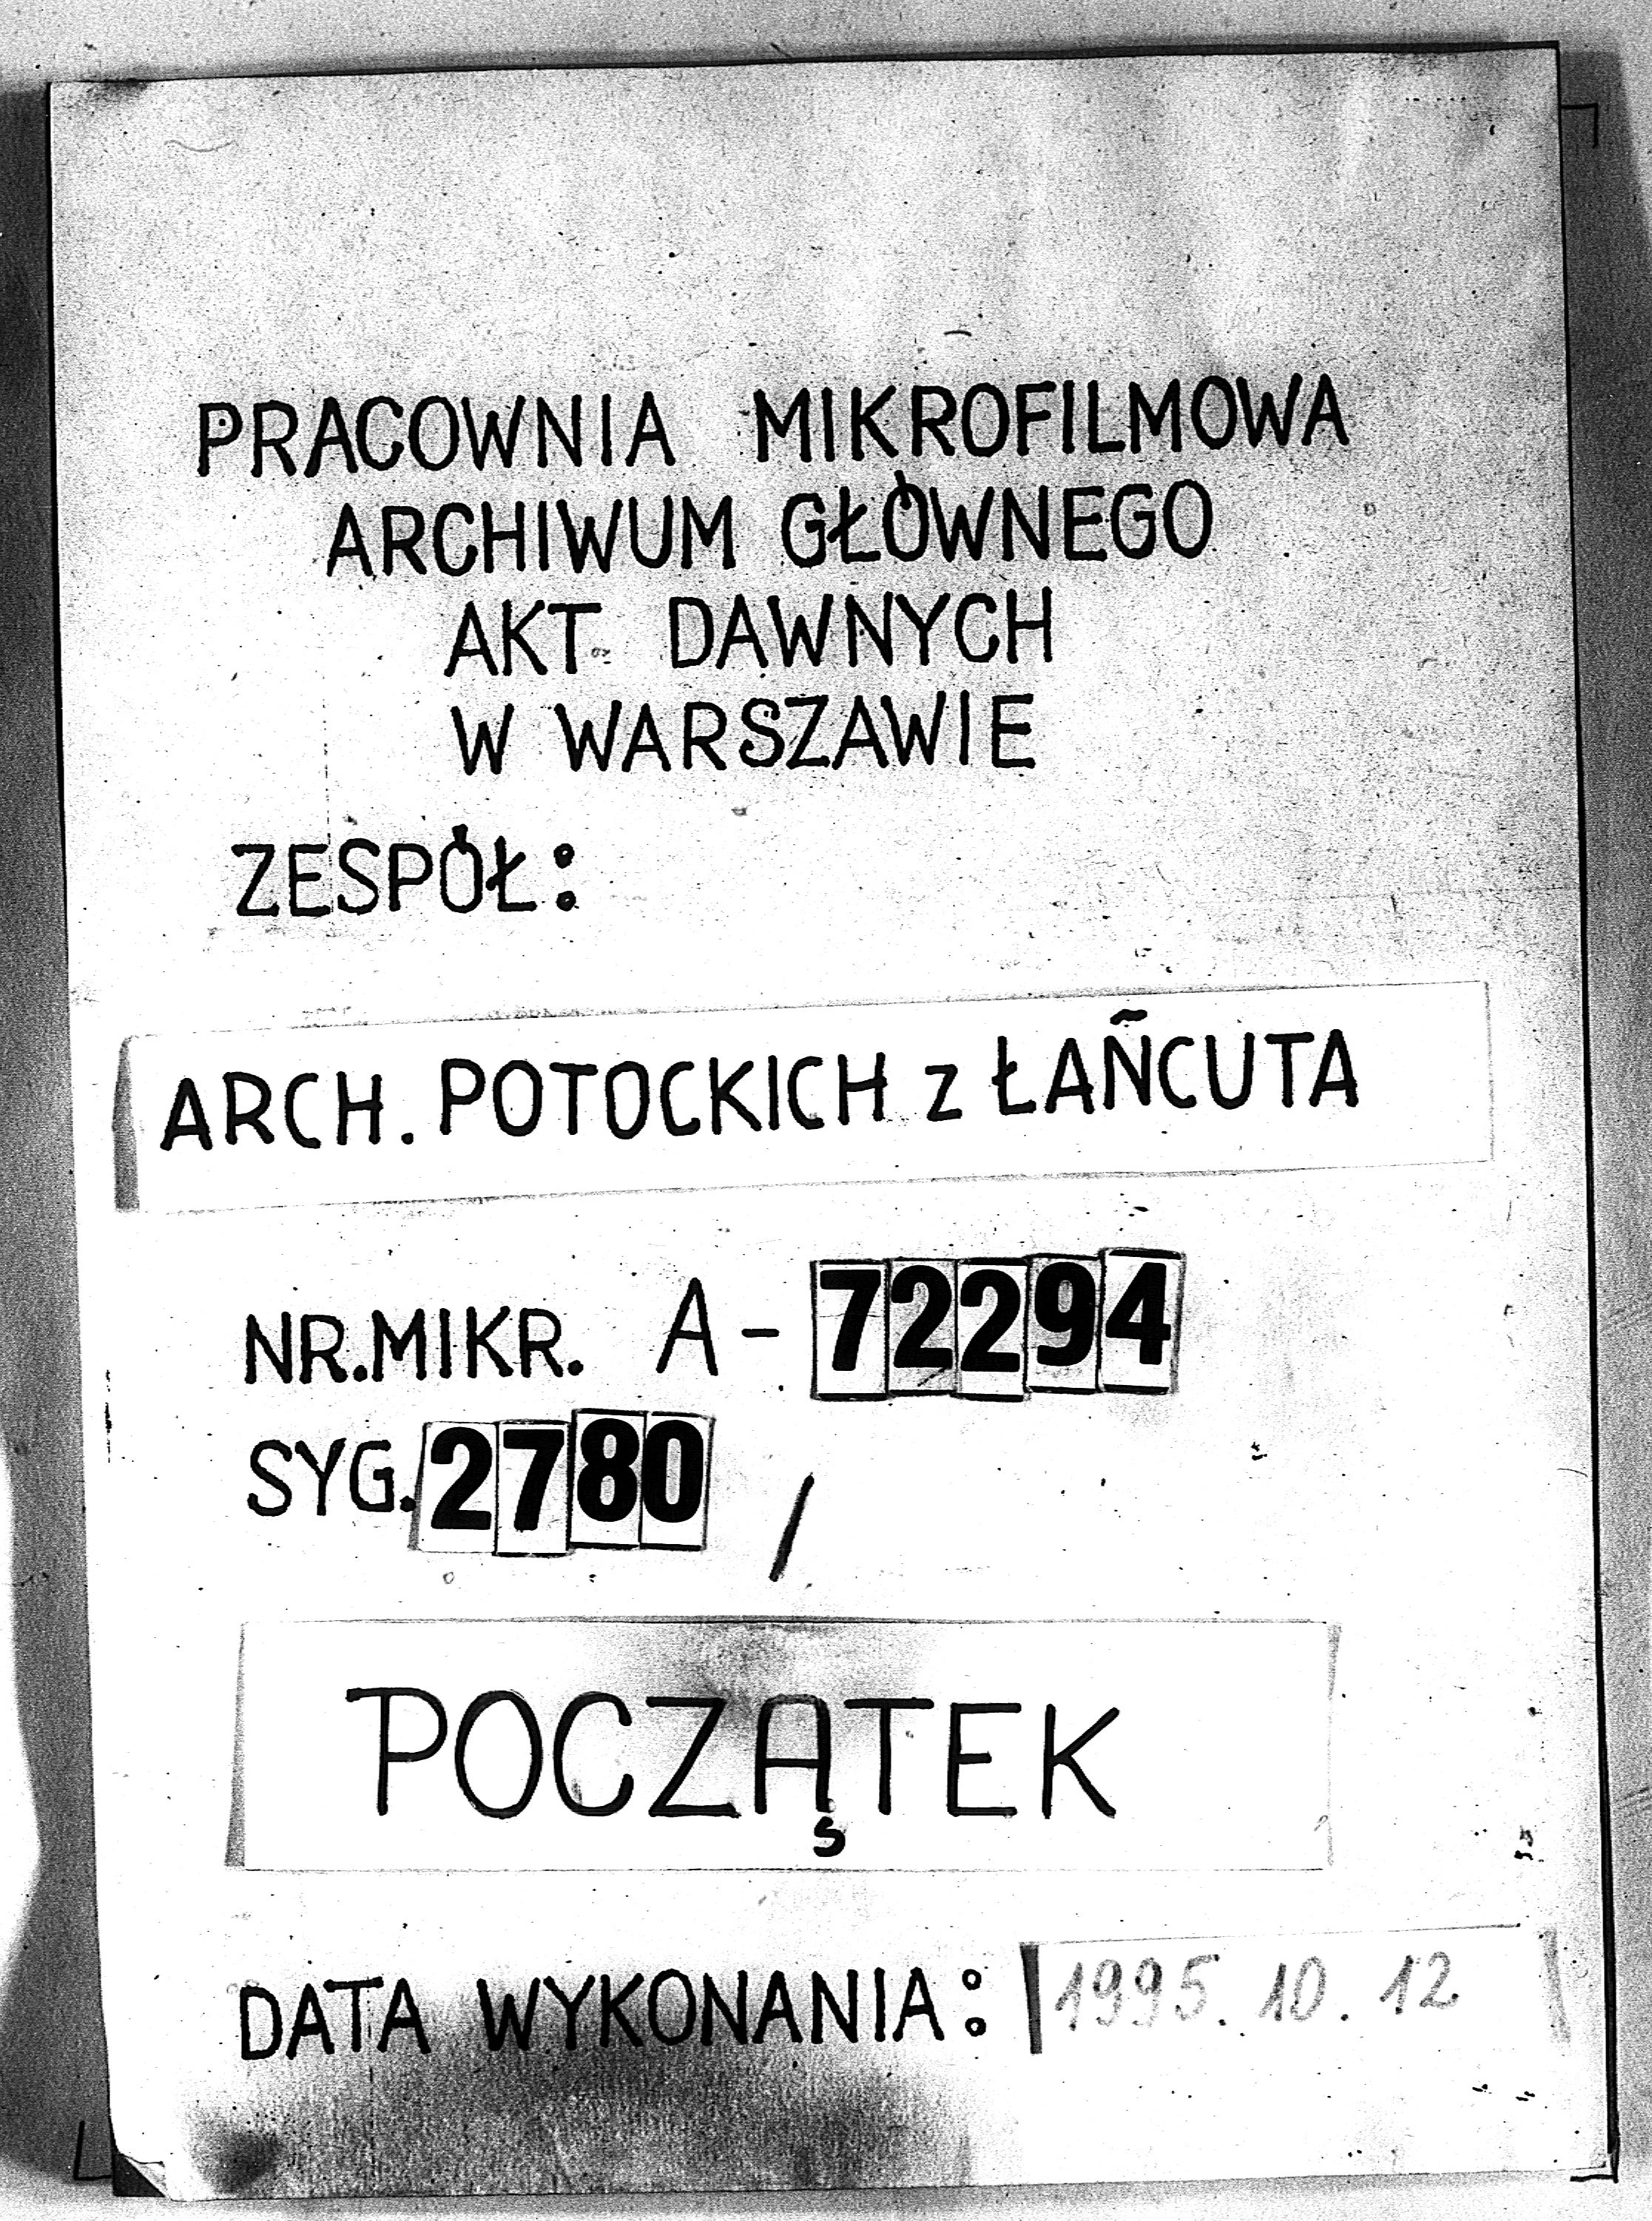 PRACOWNIA MIKROFILMOWA
ARCHIWUM GŁÓWNEGO
AKT DAWNYCH
W WARSZAWIE
ZESPÓŁ:
ARCH. POTOCKICH z ŁAŃCUTA
NR.MIKR. A-72294
SYG. 2780 /
POCZĄTEK
DATA WYKONANIA: 1995.10.12